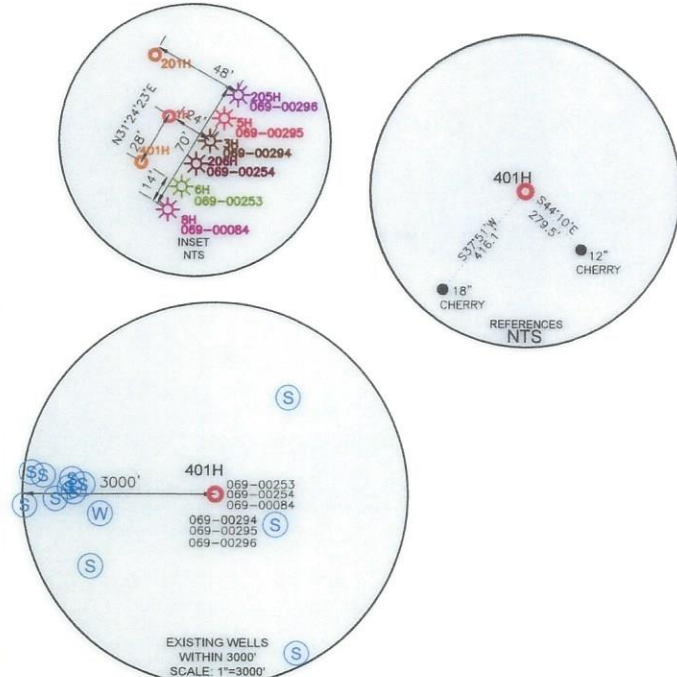 201H
48'
205H
069-00296
N31°24'23"E
24'
5H
069-00295
28'
70'
3H
069-00294
401H
206H
069-00254
14'
6H
069-00253
8H
069-00084
INSET
NTS
401H
S37°51'W
416.1'
S44°10'E
279.5'
12"
CHERRY
18"
CHERRY
REFERENCES
NTS
S
S
S
3000'
401H
069-00253
069-00254
069-00084
069-00294
069-00295
069-00296
S
S
W
S
S
S
EXISTING WELLS
WITHIN 3000'
SCALE: 1"=3000'